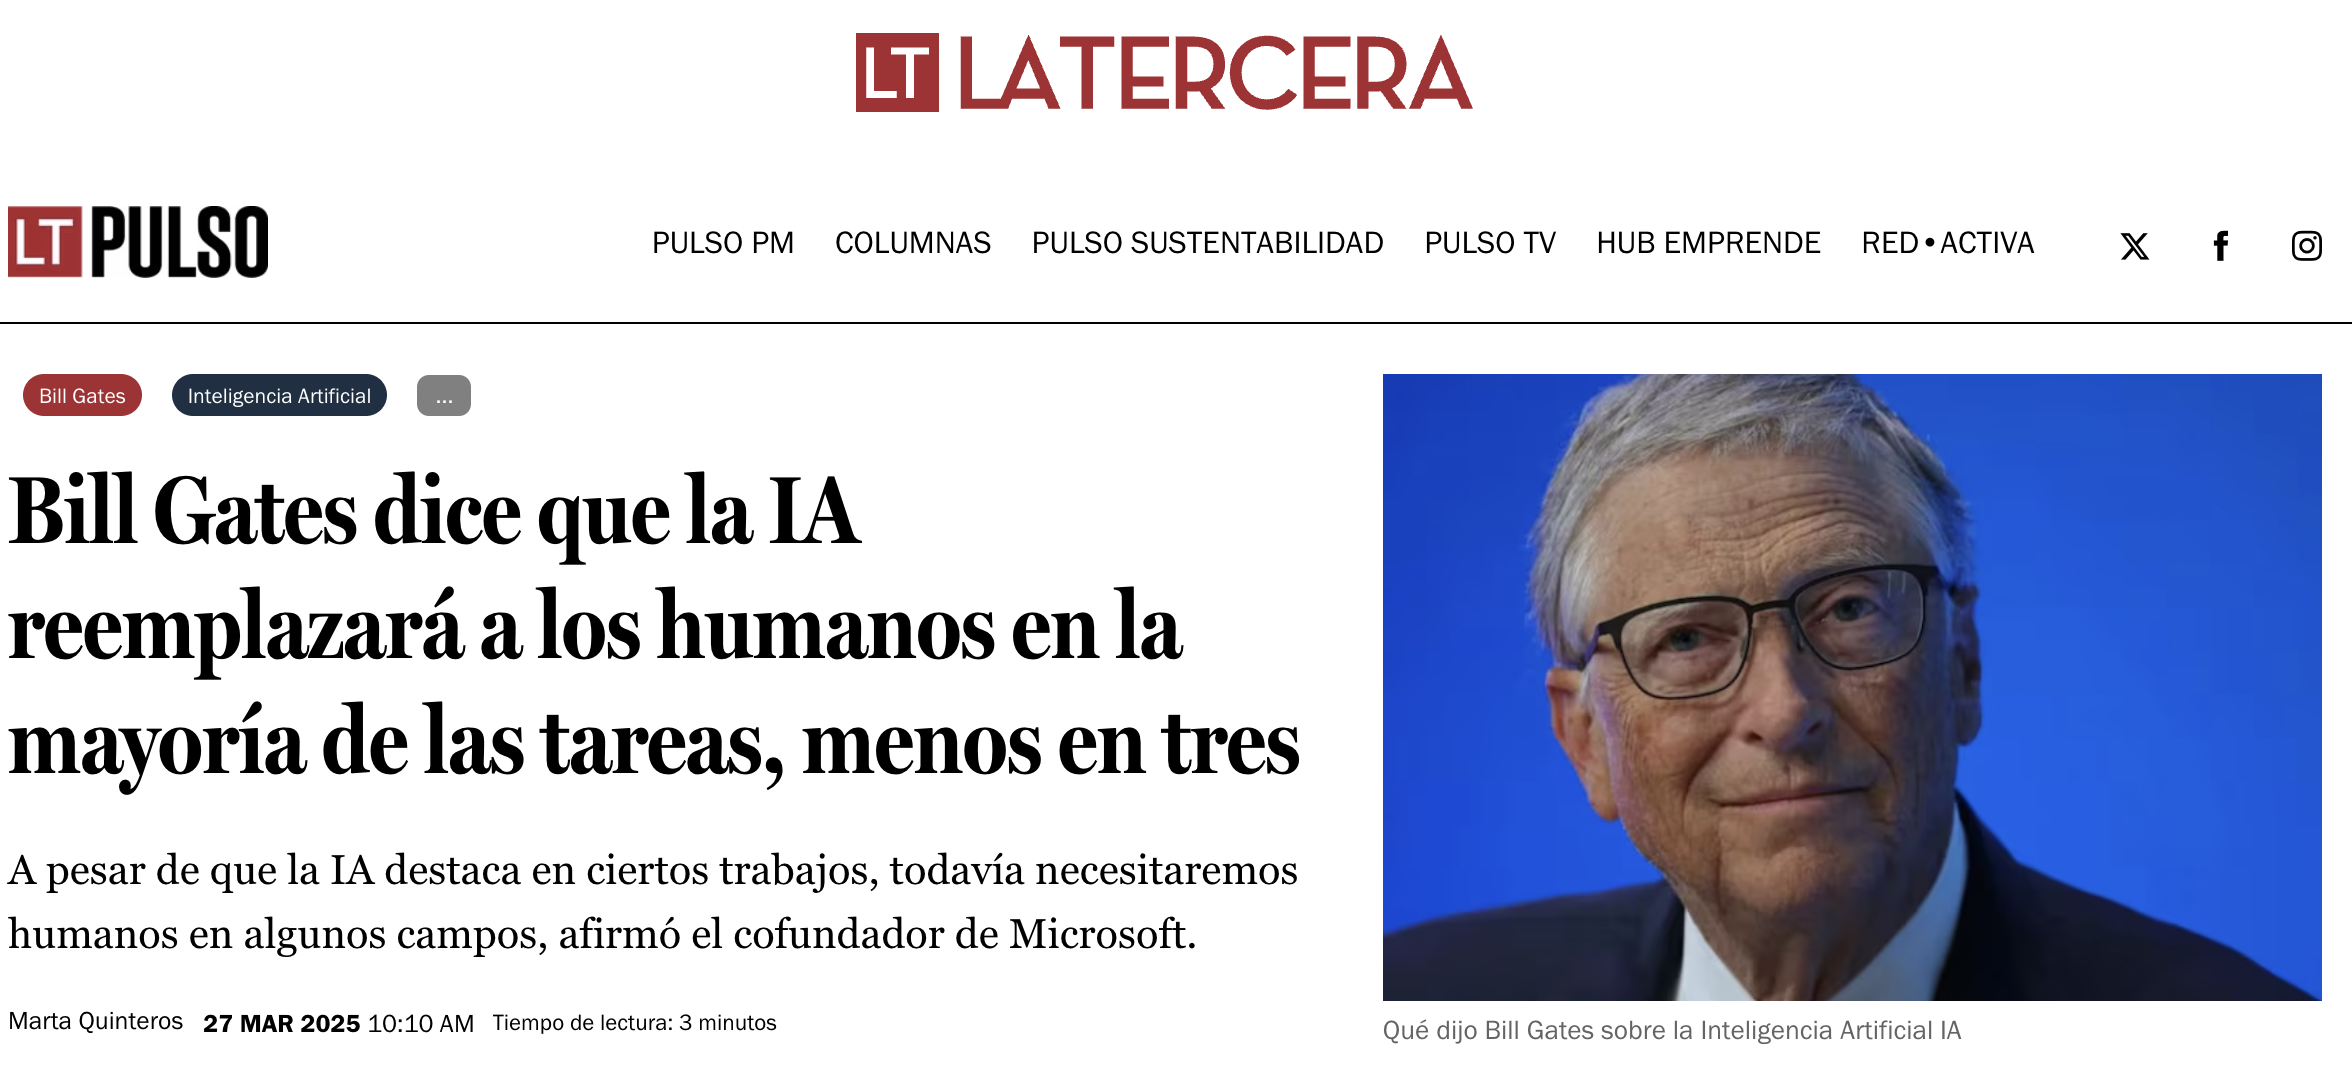 LT LATERCERA
LT PULSO
PULSO PM COLUMNAS PULSO SUSTENTABILIDAD PULSO TV HUB EMPRENDE RED•ACTIVA
Bill Gates Inteligencia Artificial ...
Bill Gates dice que la IA
reemplazará a los humanos en la
mayoría de las tareas, menos en tres
A pesar de que la IA destaca en ciertos trabajos, todavía necesitaremos
humanos en algunos campos, afirmó el cofundador de Microsoft.
Marta Quinteros 27 MAR 2025 10:10 AM Tiempo de lectura: 3 minutos
Qué dijo Bill Gates sobre la Inteligencia Artificial IA